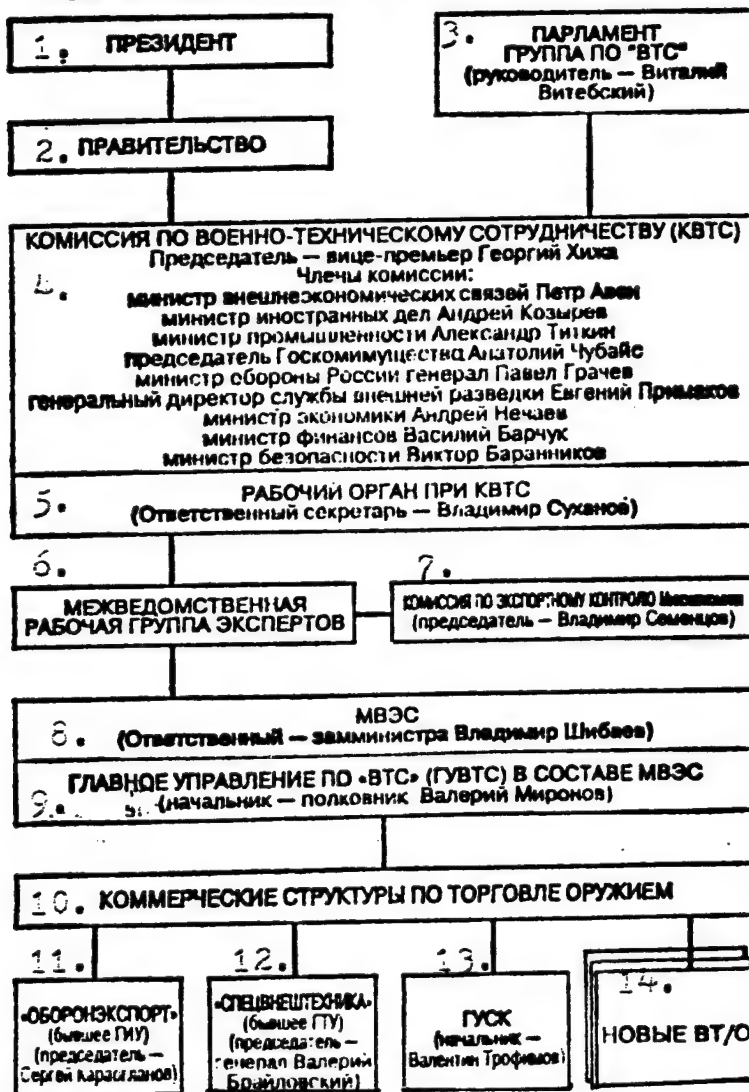 1. ПРЕЗИДЕНТ
3. ПАРЛАМЕНТ
ГРУППА ПО "ВТС"
(руководитель — Виталий
Витебский)
2. ПРАВИТЕЛЬСТВО
КОМИССИЯ ПО ВОЕННО-ТЕХНИЧЕСКОМУ СОТРУДНИЧЕСТВУ (КВТС)
Председатель — вице-премьер Георгий Хижа
Члены комиссии:
4. министр внешнеэкономических связей Петр Авен
министр иностранных дел Андрей Козырев
министр промышленности Александр Титкин
председатель Госкомимущества Анатолий Чубайс
министр обороны России генерал Павел Грачев
генеральный директор службы внешней разведки Евгений Примаков
министр экономики Андрей Нечаев
министр финансов Василий Барчук
министр безопасности Виктор Баранников
5. РАБОЧИЙ ОРГАН ПРИ КВТС
(Ответственный секретарь — Владимир Суханов)
6.
МЕЖВЕДОМСТВЕННАЯ
РАБОЧАЯ ГРУППА ЭКСПЕРТОВ
7.
КОМИССИЯ ПО ЭКСПОРТНОМУ КОНТРОЛЮ
(председатель — Владимир Семенцов)
8. МВЭС
(Ответственный — замминистра Владимир Шибаев)
9. ГЛАВНОЕ УПРАВЛЕНИЕ ПО «ВТС» (ГУВТС) В СОСТАВЕ МВЭС
(начальник — полковник Валерий Миронов)
10. КОММЕРЧЕСКИЕ СТРУКТУРЫ ПО ТОРГОВЛЕ ОРУЖИЕМ
11.
«ОБОРОНЭКСПОРТ»
(бывшее ГИУ)
(председатель —
Сергей Караогланов)
12.
«СПЕЦВНЕШТЕХНИКА»
(бывшее ГТУ)
(председатель —
генерал Валерий
Брайловский)
13.
ГУСК
(начальник —
Валентин Трофимов)
14.
НОВЫЕ ВТ/О